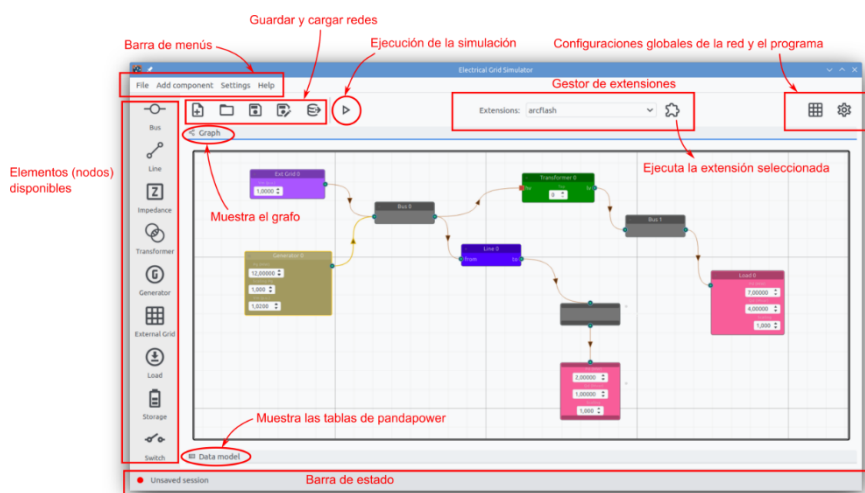 Guardar y cargar redes
Barra de menús
Ejecución de la simulación
Configuraciones globales de la red y el programa
Electrical Grid Simulator
File Add component Settings Help
Gestor de extensiones
Extensions: arcflash
Bus
Graph
Ejecuta la extensión seleccionada
Elementos (nodos)
disponibles
Line
Impedance
Transformer
Generator
External Grid
Load
Storage
Switch
Ext Grid 0
1,0000
Muestra el grafo
Bus 0
Transformer 0
hv
lv
0
Bus 1
Generator 0
12,00000
1,000
1,0200
Line 0
from to
Load 0
7,00000
4,00000
1,000
2,00000
1,00000
1,000
Muestra las tablas de pandapower
Data model
Unsaved session
Barra de estado